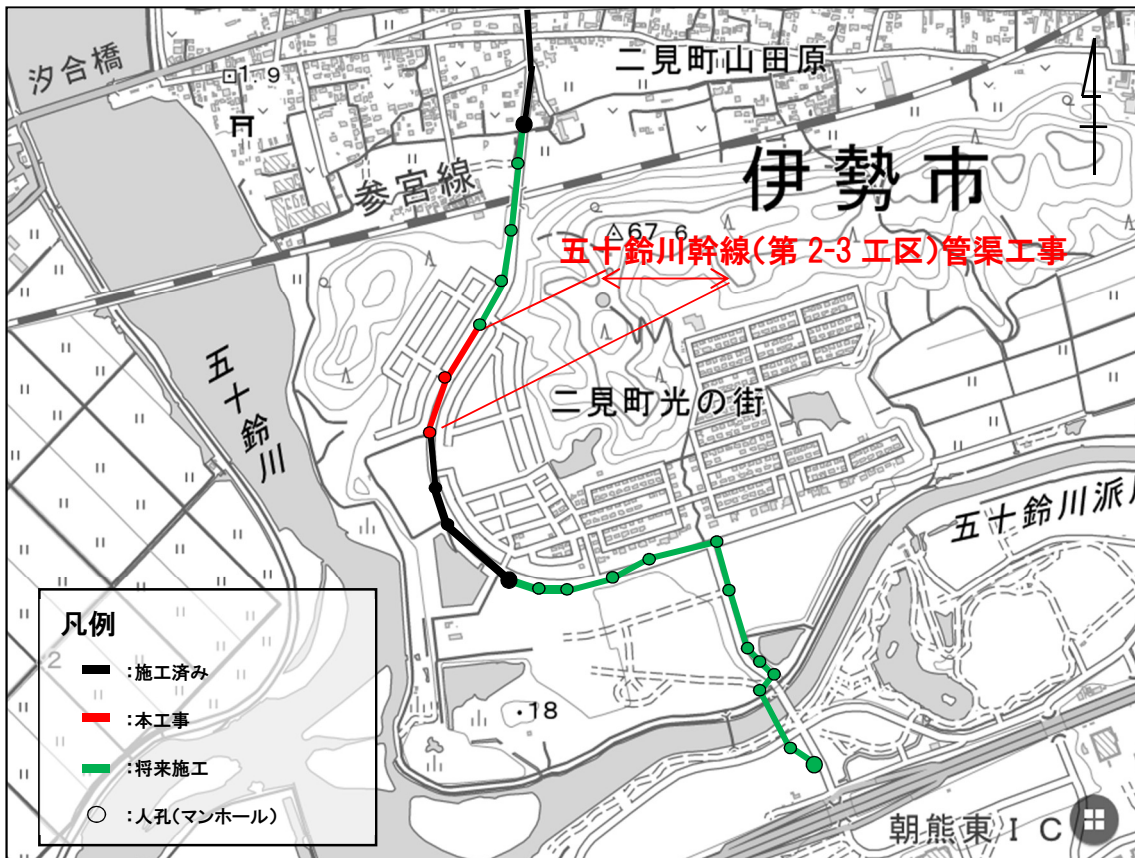 汐合橋
1 9
二見町山田原
参宮線
伊勢市
67 6
五十鈴川幹線(第 2-3 工区)管渠工事
五十鈴川
二見町光の街
五十鈴川派川
凡例
:施工済み
:本工事
:将来施工
:人孔(マンホール)
2
・18
朝熊東IC